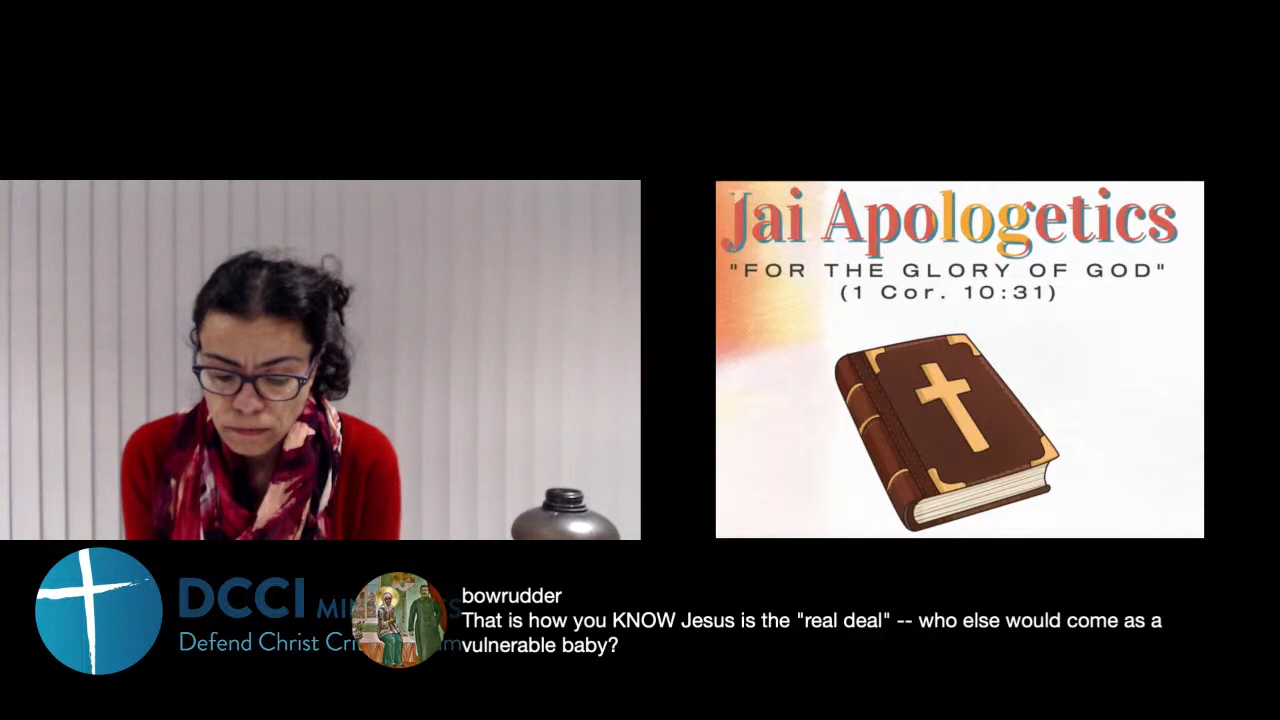 Jai Apologetics
"FOR THE GLORY OF GOD"
(1 Cor. 10:31)
DCCI
Defend Christ
bowrudder
That is how you KNOW Jesus is the "real deal" -- who else would come as a
vulnerable baby?